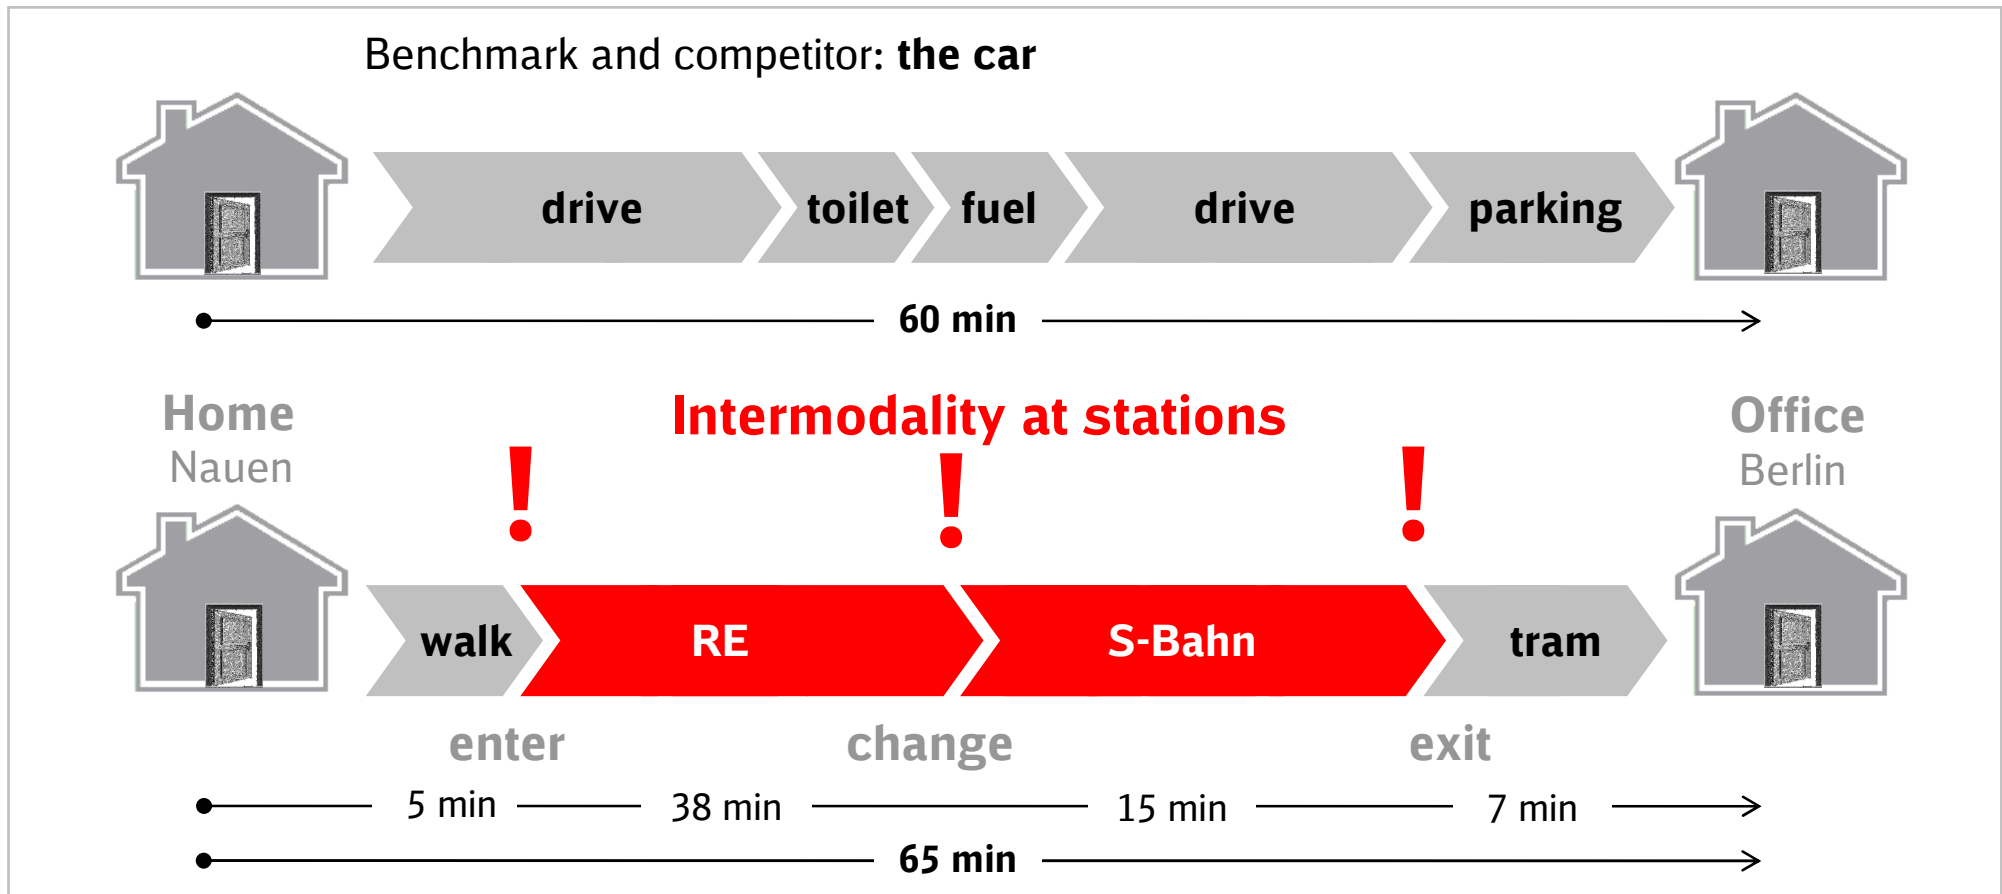 Benchmark and competitor: the car
drive toilet fuel drive parking
60 min
Home
Nauen
Intermodality at stations
Office
Berlin
! ! !
walk RE S-Bahn tram
enter change exit
5 min 38 min 15 min 7 min
65 min